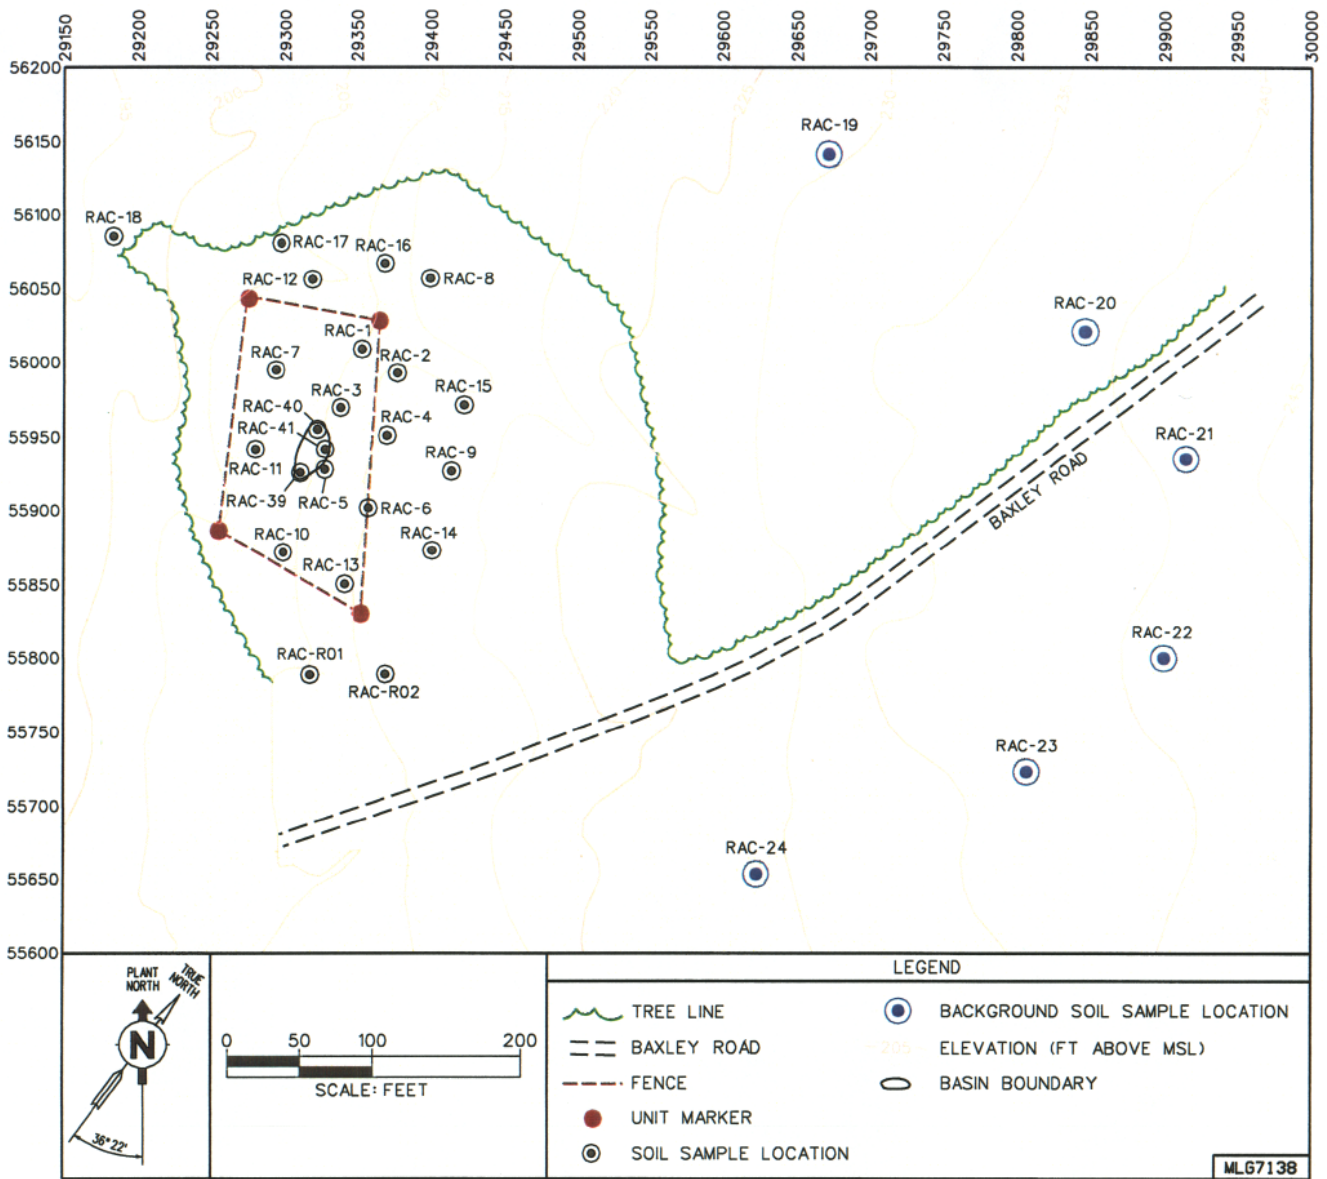 29150 29200 29250 29300 29350 29400 29450 29500 29550 29600 29650 29700 29750 29800 29850 29900 29950 30000
56200
56150
56100
56050
56000
55950
55900
55850
55800
55750
55700
55650
55600
200
205
225
230
240
RAC-19
RAC-18
RAC-17
RAC-16
RAC-12
RAC-8
RAC-20
RAC-1
RAC-7
RAC-2
RAC-3
RAC-15
RAC-40
RAC-4
RAC-41
RAC-21
RAC-9
RAC-11
RAC-39
RAC-5
RAC-6
BAXLEY ROAD
RAC-10
RAC-14
RAC-13
RAC-22
RAC-R01
RAC-R02
RAC-23
RAC-24
PLANT
NORTH
TRUE
NORTH
N
36° 22'
0 50 100 200
SCALE: FEET
LEGEND
TREE LINE
BAXLEY ROAD
FENCE
UNIT MARKER
SOIL SAMPLE LOCATION
BACKGROUND SOIL SAMPLE LOCATION
205 ELEVATION (FT ABOVE MSL)
BASIN BOUNDARY
MLG7138